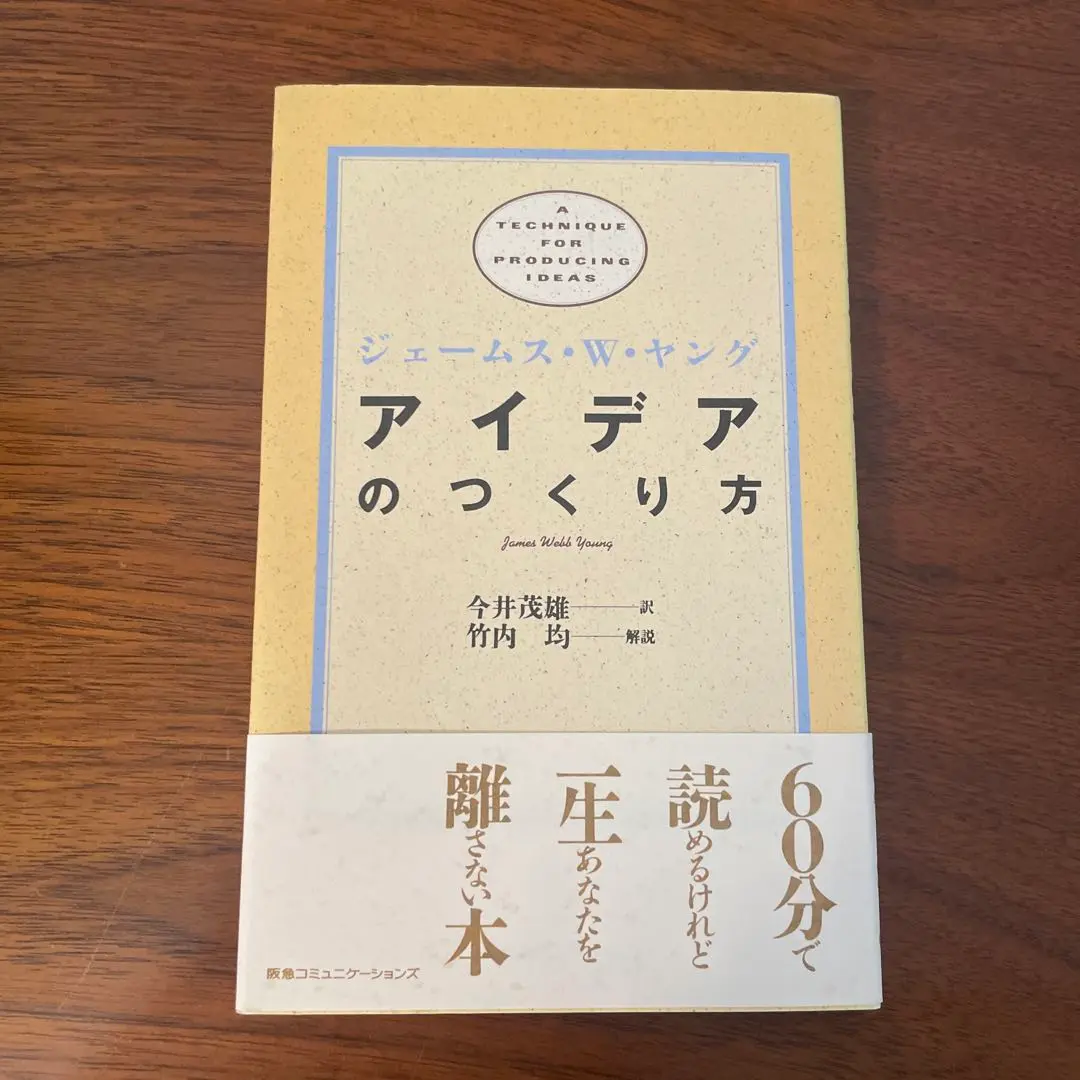 A
TECHNIQUE
FOR
PRODUCING
IDEAS
ジェームス・W・ヤング
アイデア
のつくり方
James Webb Young
今井茂雄――訳
竹内 均――解説
60分で
読めるけれど
一生あなたを
離さない本
阪急コミュニケーションズ